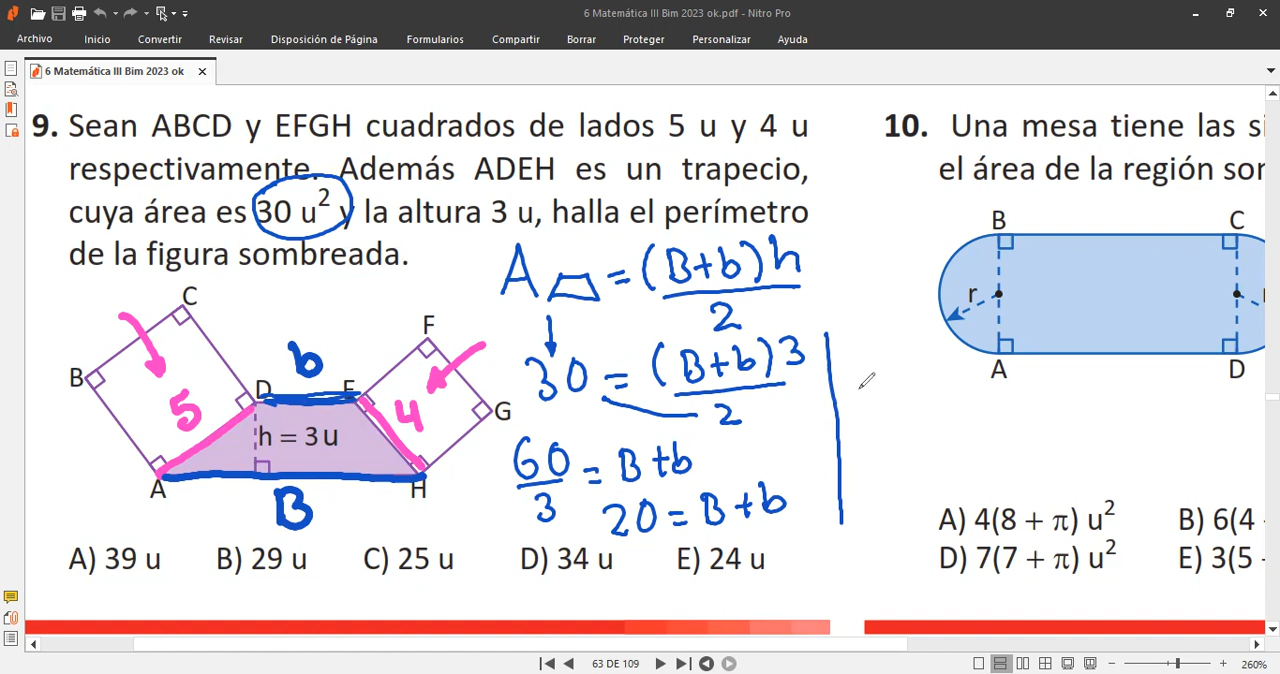 6 Matemática III Bim 2023 ok.pdf - Nitro Pro
Archivo Inicio Convertir Revisar Disposición de Página Formularios Compartir Borrar Proteger Personalizar Ayuda
6 Matemática III Bim 2023 ok
9. Sean ABCD y EFGH cuadrados de lados 5 u y 4 u
respectivamente. Además ADEH es un trapecio,
cuya área es 30 u² y la altura 3 u, halla el perímetro
de la figura sombreada.
A = (B+b)h
2
30 = (B+b)3
2
60 = B+b
3
20 = B+b
C
F
B
b
D
E
5
4
G
h = 3 u
A
H
B
A) 39 u B) 29 u C) 25 u D) 34 u E) 24 u
10. Una mesa tiene las si
el área de la región sor
B C
r
A D
A) 4(8 + π) u² B) 6(4
D) 7(7 + π) u² E) 3(5
63 DE 109
260%